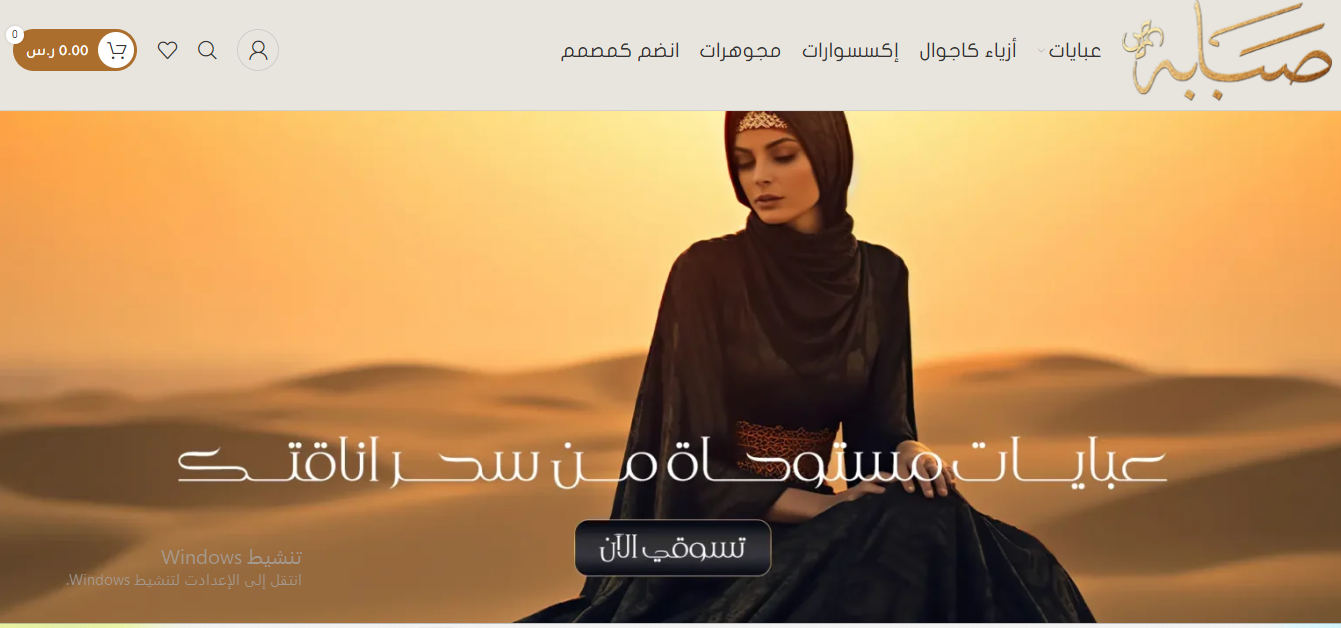 صبابة
عبايات
أزياء كاجوال
إكسسوارات
مجوهرات
انضم كمصمم
0
0.00 ر.س
عبايات مستوحاة من سحر اناقتك
تسوقي الآن
تنشيط Windows
انتقل إلى الإعدادات لتنشيط Windows.